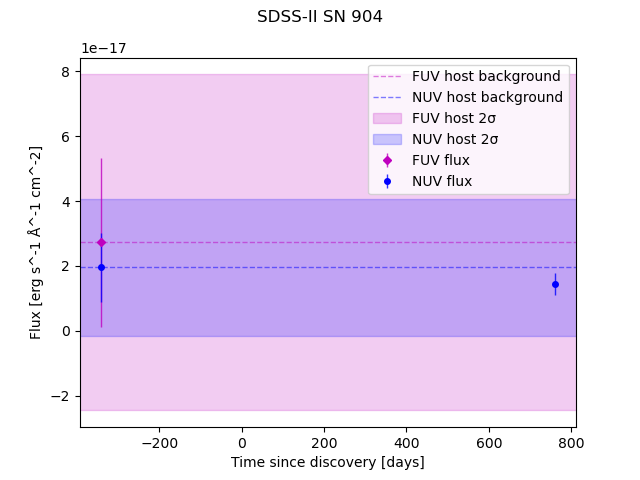 SDSS-II SN 904
1e−17
FUV host background
NUV host background
FUV host 2σ
NUV host 2σ
FUV flux
NUV flux
8
6
4
2
0
−2
Flux [erg s^-1 Å^-1 cm^-2]
−200 0 200 400 600 800
Time since discovery [days]